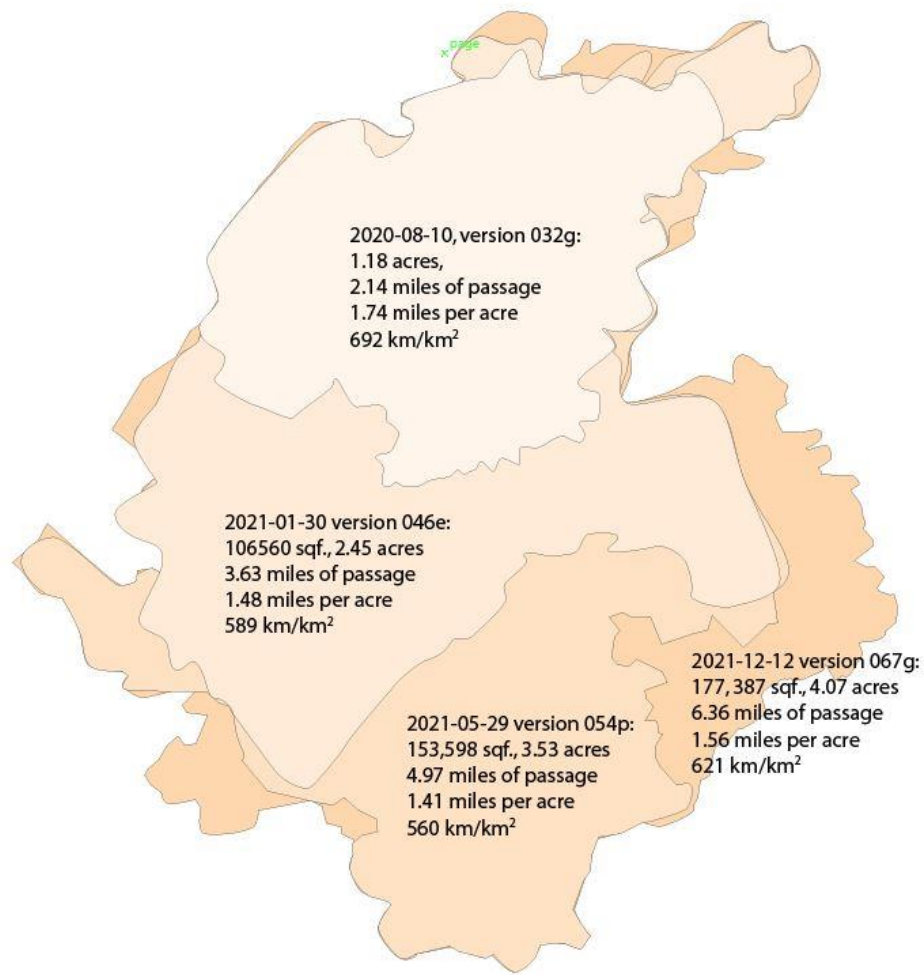 page
2020-08-10, version 032g:
1.18 acres,
2.14 miles of passage
1.74 miles per acre
692 km/km²
2021-01-30 version 046e:
106560 sqf., 2.45 acres
3.63 miles of passage
1.48 miles per acre
589 km/km²
2021-12-12 version 067g:
177,387 sqf., 4.07 acres
6.36 miles of passage
1.56 miles per acre
621 km/km²
2021-05-29 version 054p:
153,598 sqf., 3.53 acres
4.97 miles of passage
1.41 miles per acre
560 km/km²